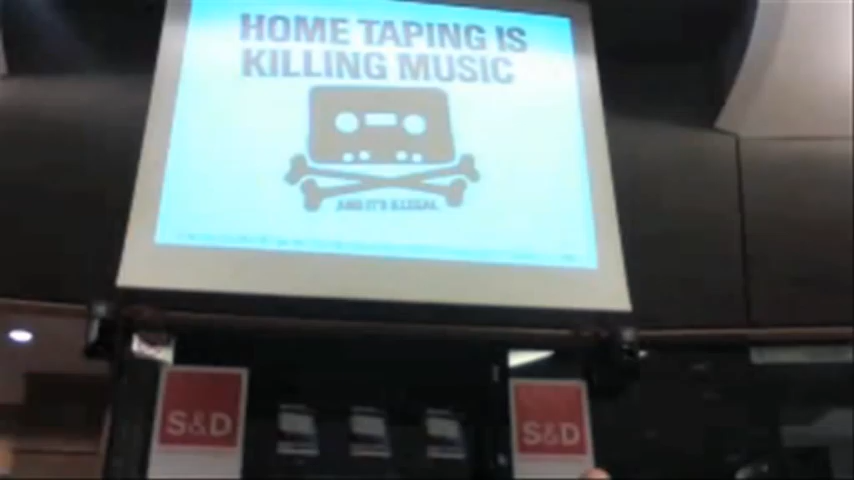 HOME TAPING IS
KILLING MUSIC
AND IT'S ILLEGAL
S&D
S&D